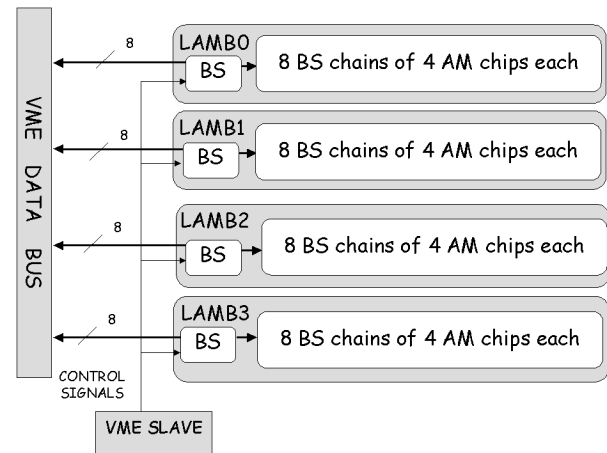 VME DATA BUS
8
LAMB0
BS
8 BS chains of 4 AM chips each
8
LAMB1
BS
8 BS chains of 4 AM chips each
8
LAMB2
BS
8 BS chains of 4 AM chips each
8
LAMB3
BS
8 BS chains of 4 AM chips each
CONTROL
SIGNALS
VME SLAVE